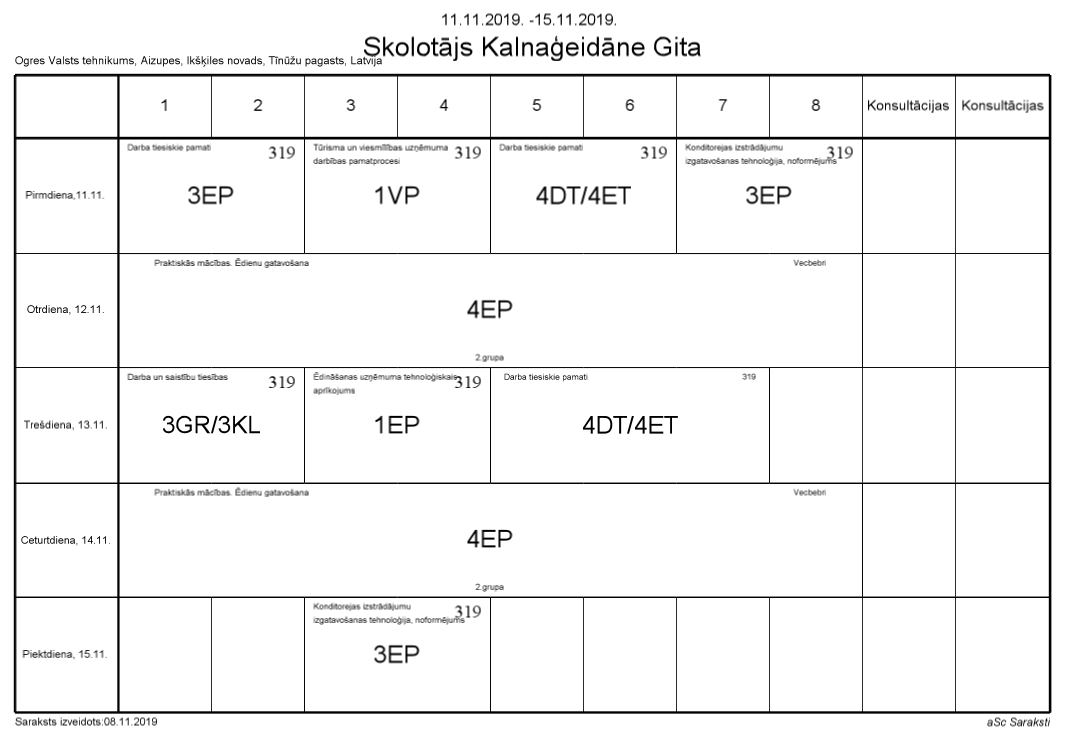 11.11.2019. -15.11.2019.
Skolotājs Kalnaģeidāne Gita
Ogres Valsts tehnikums, Aizupes, Ikšķiles novads, Tīnūžu pagasts, Latvija
1 2 3 4 5 6 7 8 Konsultācijas Konsultācijas
Pirmdiena,11.11.
Darba tiesiskie pamati 319
3EP
Tūrisma un viesmīlības uzņēmuma 319
darbības pamatprocesi
1VP
Darba tiesiskie pamati 319
4DT/4ET
Konditorejas izstrādājumu 319
izgatavošanas tehnoloģija, noformējums
3EP
Otrdiena, 12.11.
Praktiskās mācības. Ēdienu gatavošana Vecbebri
4EP
2.grupa
Trešdiena, 13.11.
Darba un saistību tiesības 319
3GR/3KL
Ēdināšanas uzņēmuma tehnoloģiskais 319
aprīkojums
1EP
Darba tiesiskie pamati 319
4DT/4ET
Ceturtdiena, 14.11.
Praktiskās mācības. Ēdienu gatavošana Vecbebri
4EP
2.grupa
Piektdiena, 15.11.
Konditorejas izstrādājumu 319
izgatavošanas tehnoloģija, noformējums
3EP
Saraksts izveidots:08.11.2019 aSc Saraksti